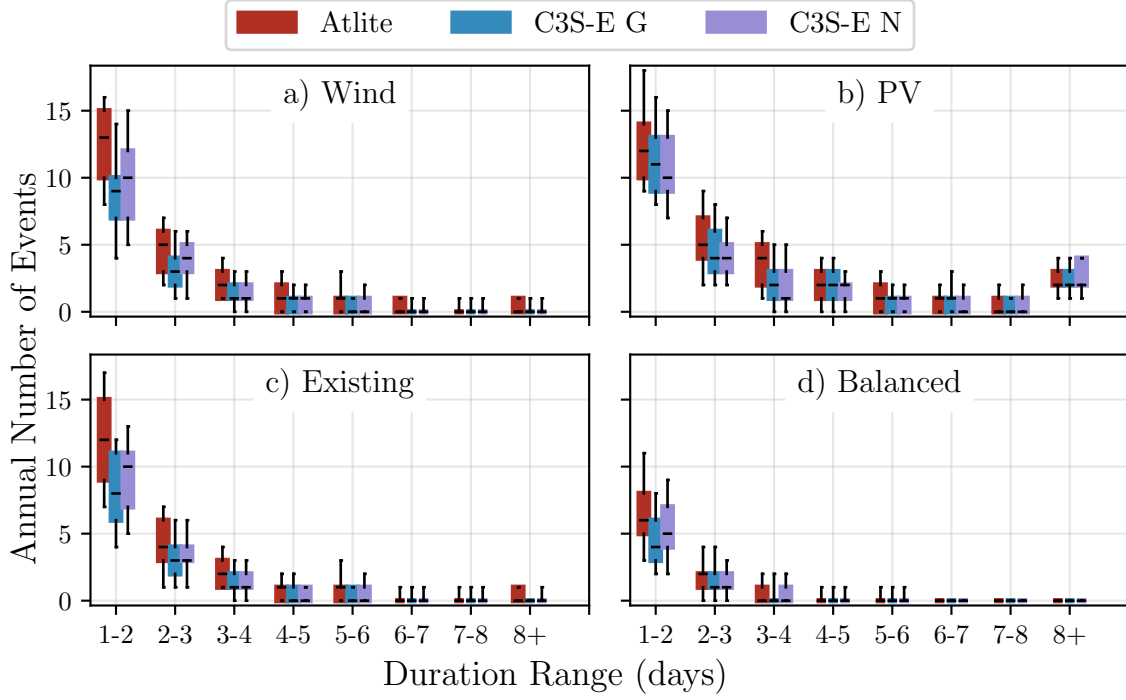 Atlite C3S-E G C3S-E N
a) Wind
b) PV
15
10
5
0
c) Existing
d) Balanced
15
10
5
0
1-2 2-3 3-4 4-5 5-6 6-7 7-8 8+
1-2 2-3 3-4 4-5 5-6 6-7 7-8 8+
Annual Number of Events
Duration Range (days)